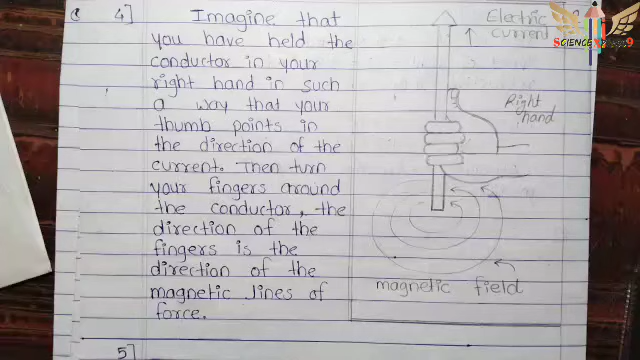 4]
Imagine that
you have held the
conductor in your
right hand in such
a way that your
thumb points in
the direction of the
current. Then turn
your fingers around
the conductor, the
direction of the
fingers is the
direction of the
magnetic lines of
force.
Electric
current
Right
hand
magnetic field
5]